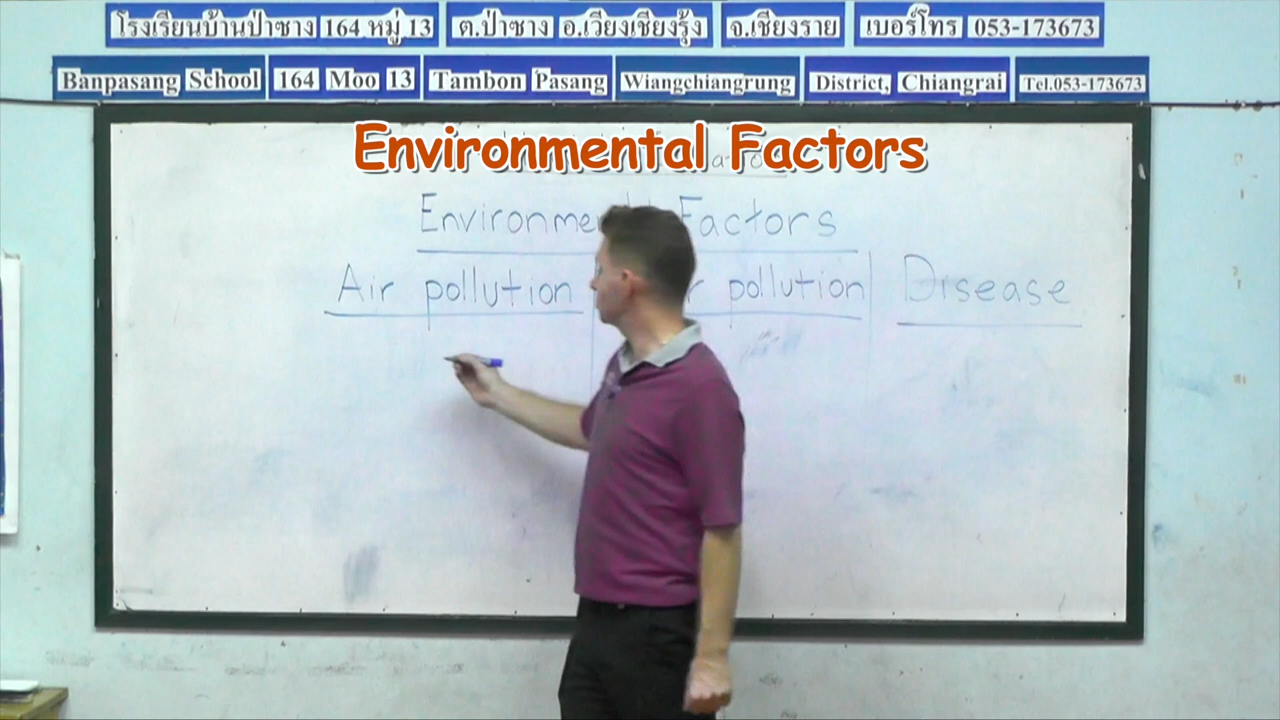 โรงเรียนบ้านป่าซาง 164 หมู่ 13 ต.ป่าซาง อ.เวียงเชียงรุ้ง จ.เชียงราย เบอร์โทร 053-173673
Banpasang School 164 Moo 13 Tambon Pasang Wiangchiangrung District, Chiangrai Tel.053-173673
Environmental Factors
Factors
Air pollution pollution Disease